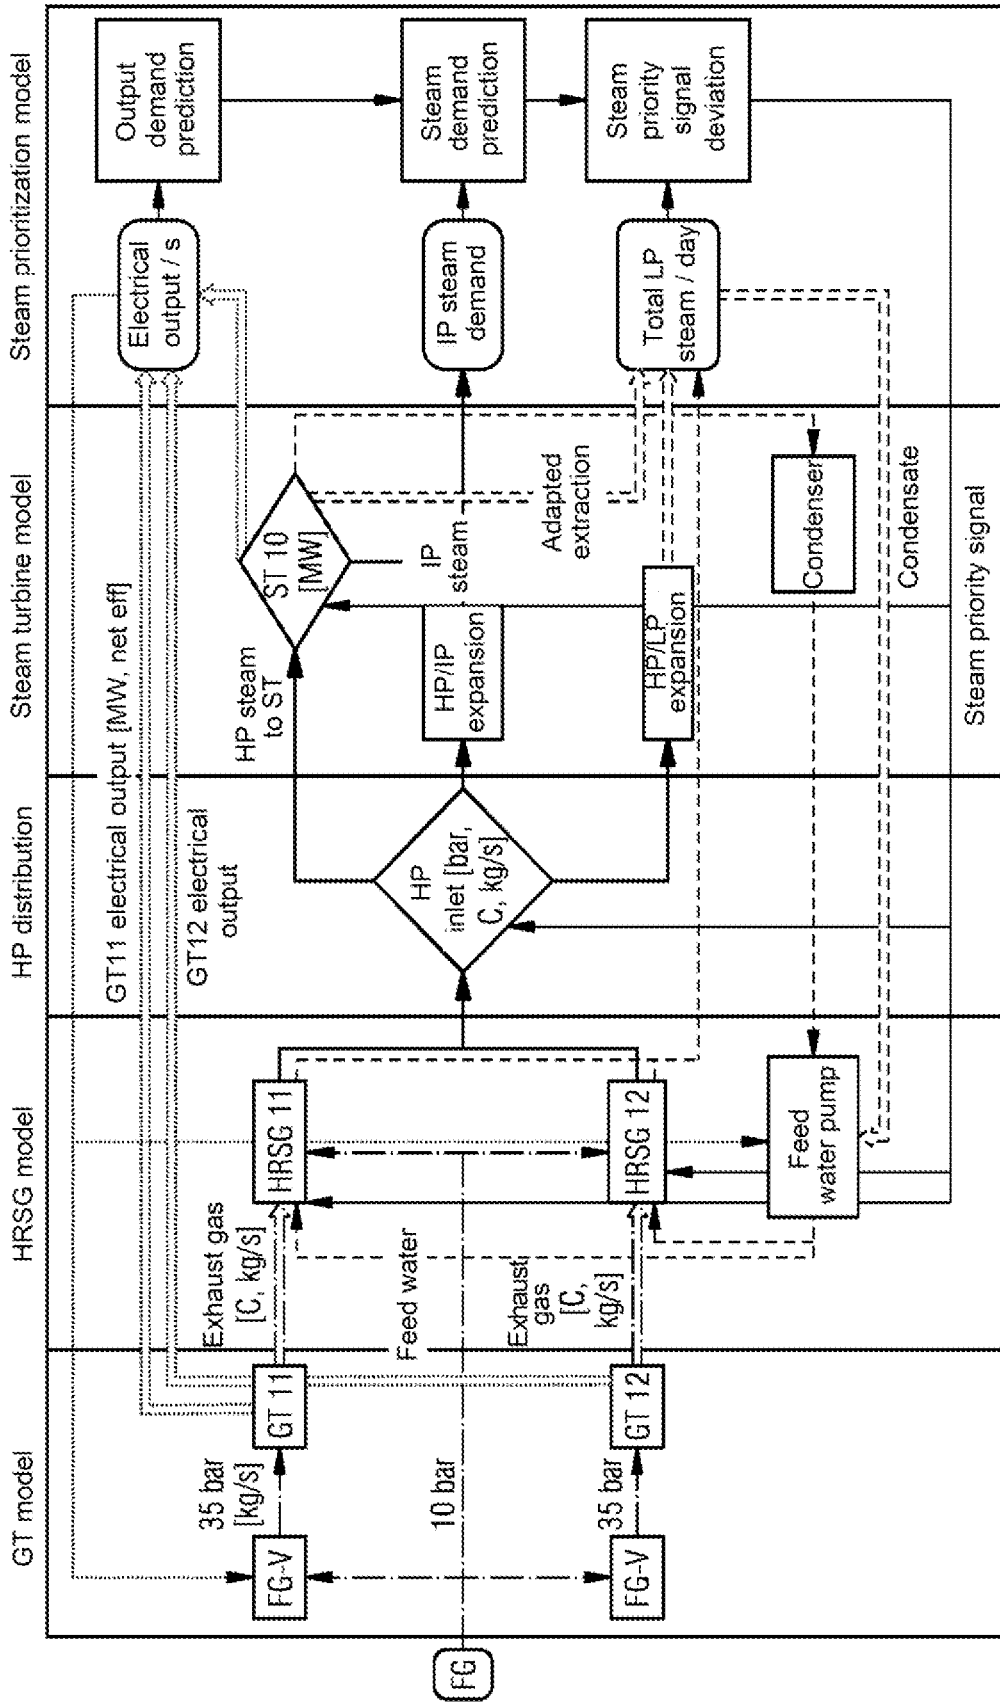 GT model
HRSG model
HP distribution
Steam turbine model
Steam prioritization model
FG
FG-V
35 bar
[kg/s]
GT 11
Exhaust gas
[C, kg/s]
HRSG 11
GT11 electrical output [MW, net eff]
GT12 electrical
output
HP steam
to ST
ST 10
[MW]
Electrical
output / s
Output
demand
prediction
10 bar
Feed water
HP
inlet [bar,
C, kg/s]
HP/IP
expansion
IP
steam
IP steam
demand
Steam
demand
prediction
FG-V
35 bar
GT 12
Exhaust
gas
[C,
kg/s]
HRSG 12
HP/LP
expansion
Adapted
extraction
Total LP
steam / day
Steam
priority
signal
deviation
Feed
water pump
Condenser
Condensate
Steam priority signal